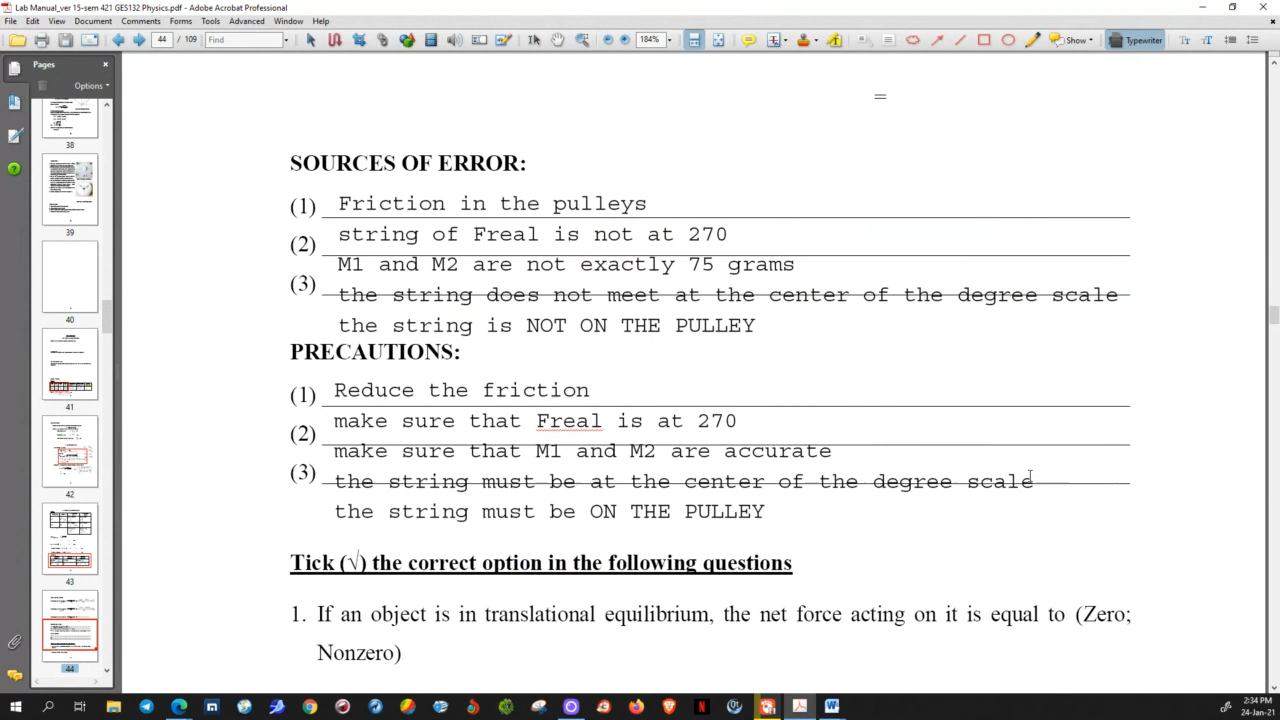 Lab Manual_ver 15-sem 421 GES132 Physics.pdf - Adobe Acrobat Professional
File Edit View Document Comments Forms Tools Advanced Window Help
44 / 109 Find 184% Show Typewriter
Pages
Options
38
39
40
41
42
43
44
=
SOURCES OF ERROR:
(1) Friction in the pulleys
(2) string of Freal is not at 270
M1 and M2 are not exactly 75 grams
(3) the string does not meet at the center of the degree scale
the string is NOT ON THE PULLEY
PRECAUTIONS:
(1) Reduce the friction
(2) make sure that Freal is at 270
make sure that M1 and M2 are accurate
(3) the string must be at the center of the degree scale
the string must be ON THE PULLEY
Tick (√) the correct option in the following questions
1. If an object is in traslational equilibrium, the net force acting on it is equal to (Zero;
Nonzero)
2:34 PM
24-Jan-21